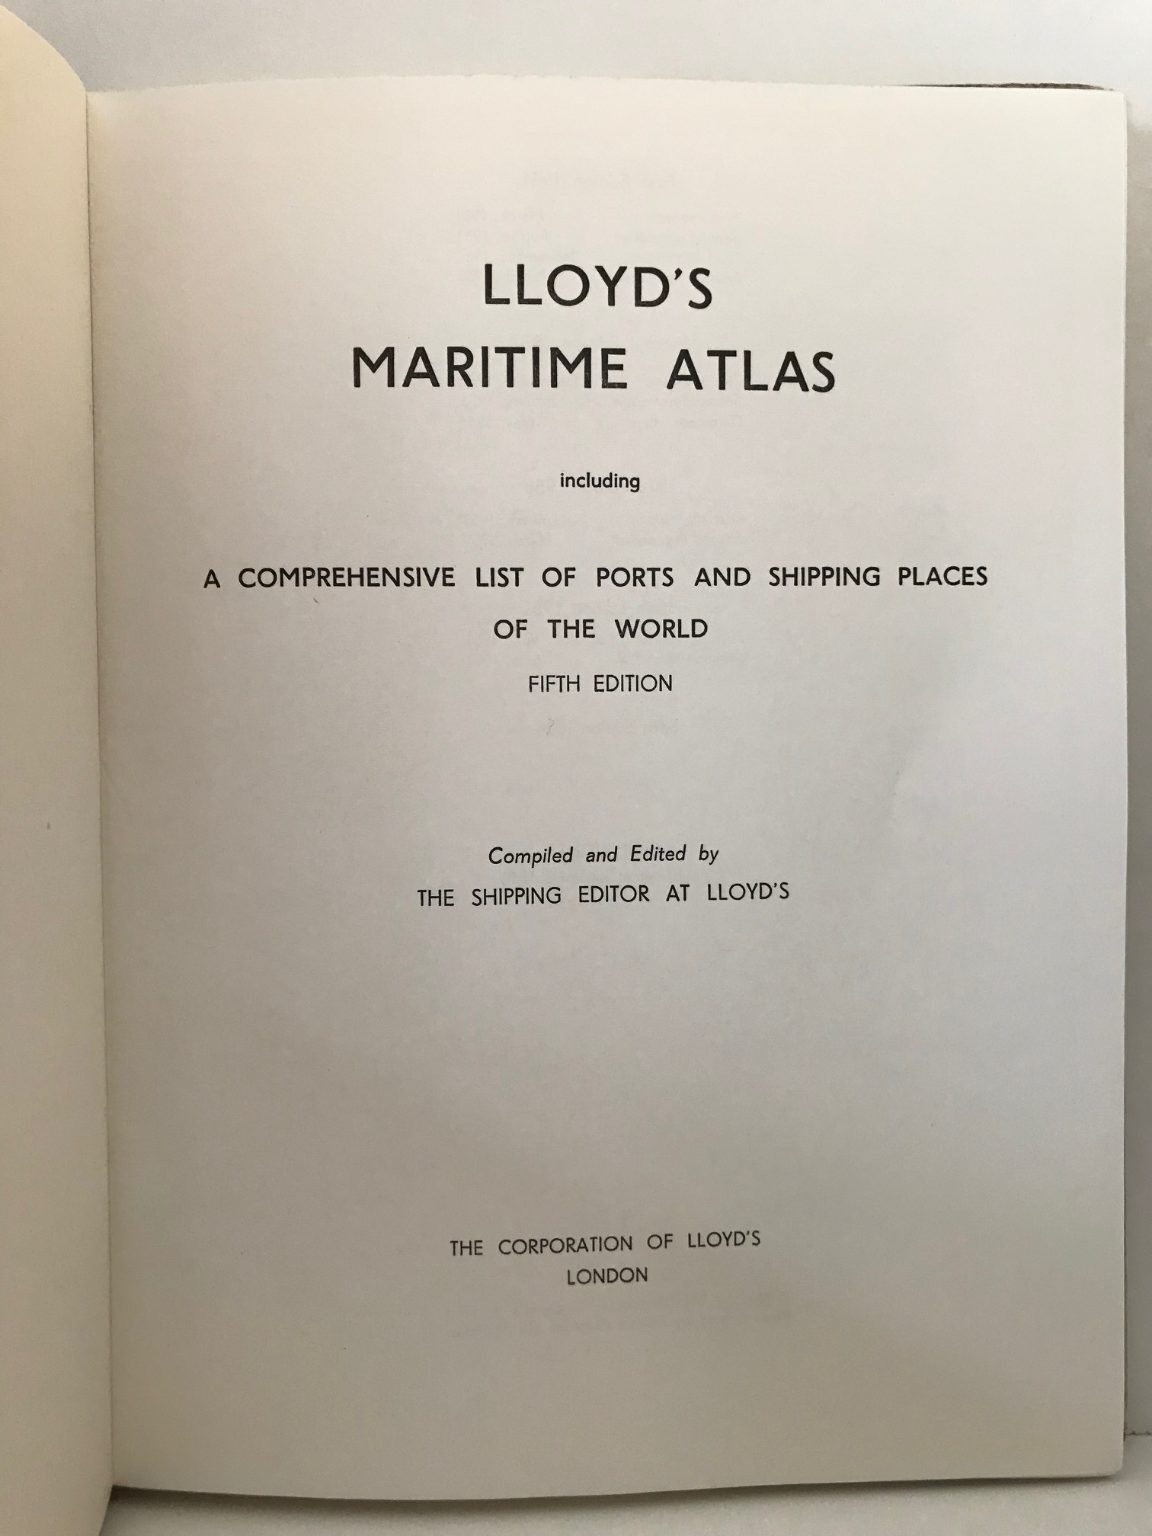 LLOYD'S
MARITIME ATLAS
including
A COMPREHENSIVE LIST OF PORTS AND SHIPPING PLACES
OF THE WORLD
FIFTH EDITION
Compiled and Edited by
THE SHIPPING EDITOR AT LLOYD'S
THE CORPORATION OF LLOYD'S
LONDON